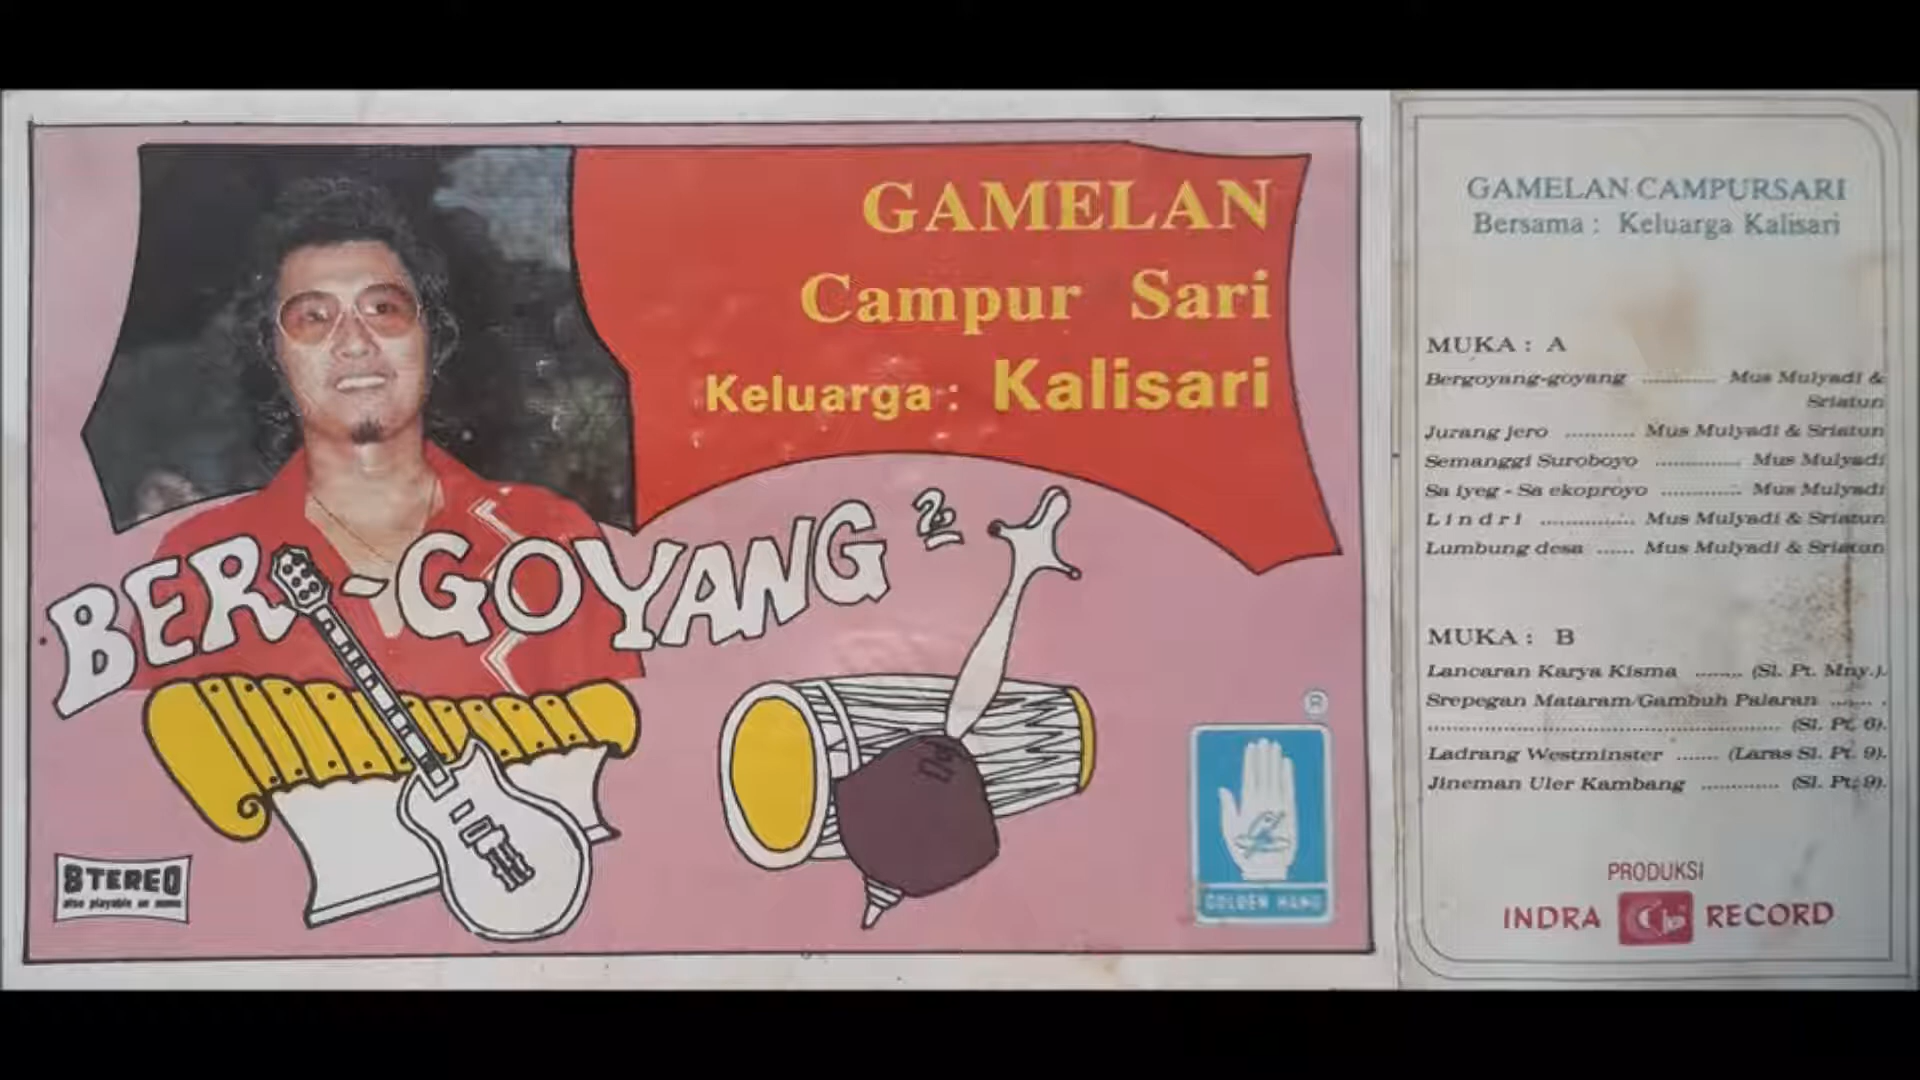 GAMELAN
Campur Sari
Keluarga : Kalisari
BER-GOYANG 2
STEREO
also playable on mono
R
GOLDEN HAND
GAMELAN CAMPURSARI
Bersama : Keluarga Kalisari
MUKA : A
Bergoyang-goyang ........... Mus Mulyadi &
Sriatun
Jurang jero ........... Mus Mulyadi & Sriatun
Semanggi Suroboyo ............. Mus Mulyadi
Sa iyeg - Sa ekoproyo ............ Mus Mulyadi
Lindri .............. Mus Mulyadi & Sriatun
Lumbung desa ...... Mus Mulyadi & Sriatun
MUKA : B
Lancaran Karya Kisma ....... (Sl. Pt. Mny.).
Srepegan Mataram/Gambuh Palaran ....... .
..................................................... (Sl. Pt. 6).
Ladrang Westminster ....... (Laras Sl. Pt. 9).
Jineman Uler Kambang ............. (Sl. Pt. 9).
PRODUKSI
INDRA RECORD